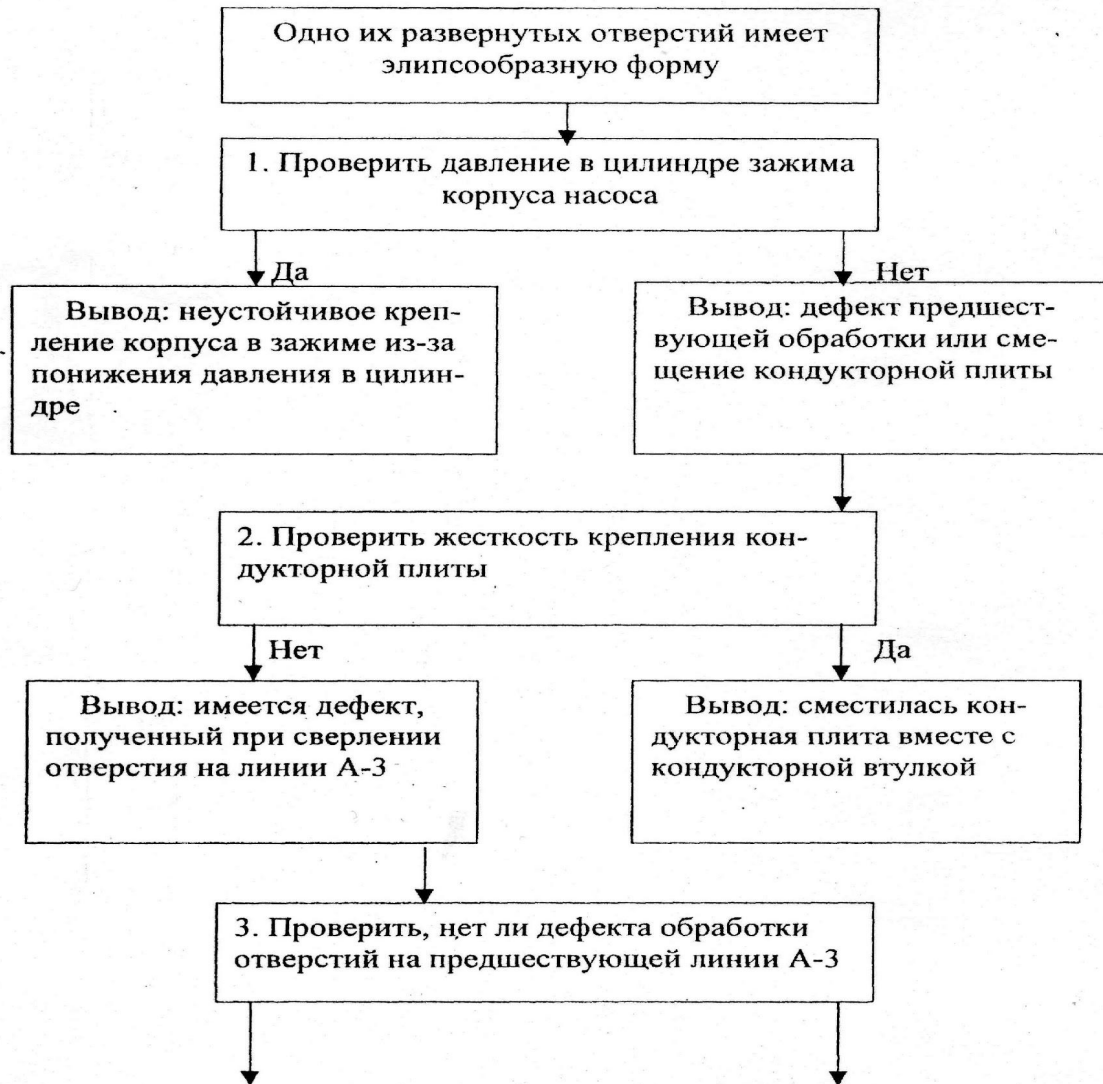 Одно их развернутых отверстий имеет
элипсообразную форму
1. Проверить давление в цилиндре зажима
корпуса насоса
Да
Нет
Вывод: неустойчивое креп-
ление корпуса в зажиме из-за
понижения давления в цилин-
дре
Вывод: дефект предшест-
вующей обработки или сме-
щение кондукторной плиты
2. Проверить жесткость крепления кон-
дукторной плиты
Нет
Да
Вывод: имеется дефект,
полученный при сверлении
отверстия на линии А-3
Вывод: сместилась кон-
дукторная плита вместе с
кондукторной втулкой
3. Проверить, нет ли дефекта обработки
отверстий на предшествующей линии А-3